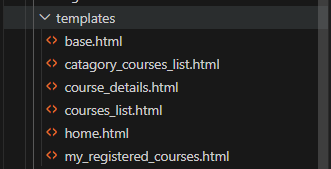 templates
base.html
catagory_courses_list.html
course_details.html
courses_list.html
home.html
my_registered_courses.html